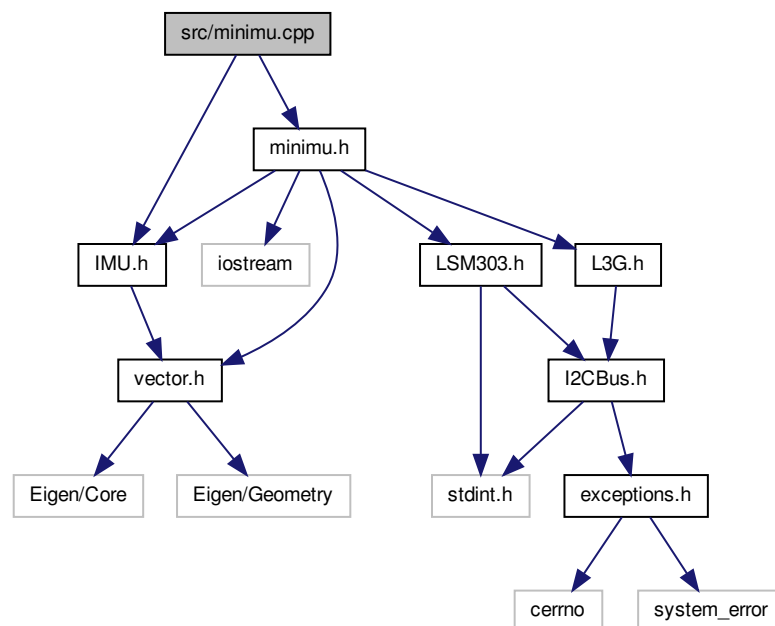 src/minimu.cpp
minimu.h
IMU.h
iostream
LSM303.h
L3G.h
vector.h
I2CBus.h
Eigen/Core
Eigen/Geometry
stdint.h
exceptions.h
cerrno
system_error